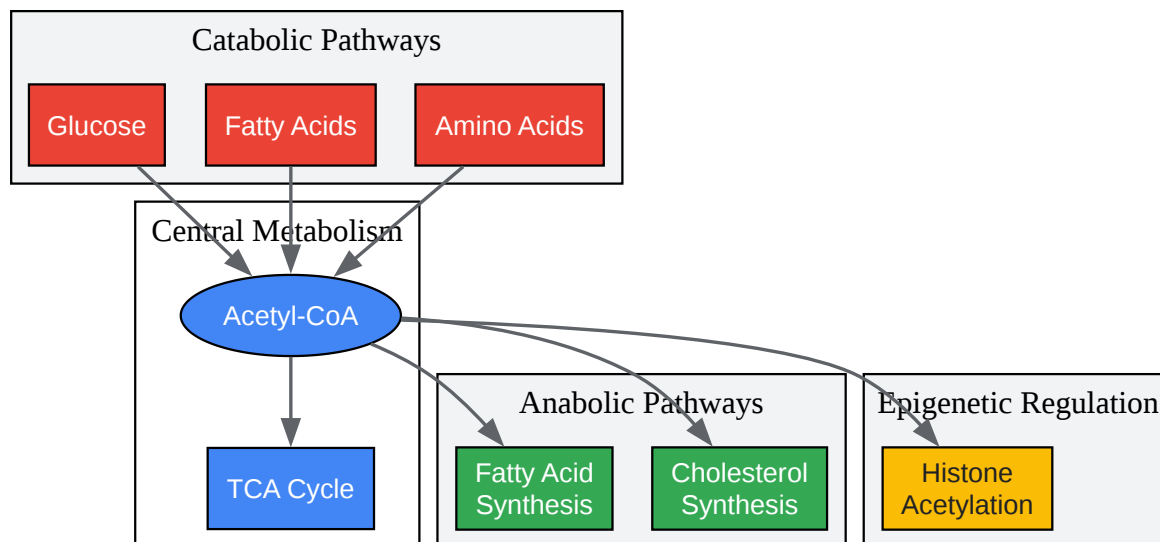 Catabolic Pathways
Glucose
Fatty Acids
Amino Acids
Central Metabolism
Acetyl-CoA
TCA Cycle
Anabolic Pathways
Fatty Acid
Synthesis
Cholesterol
Synthesis
Epigenetic Regulation
Histone
Acetylation